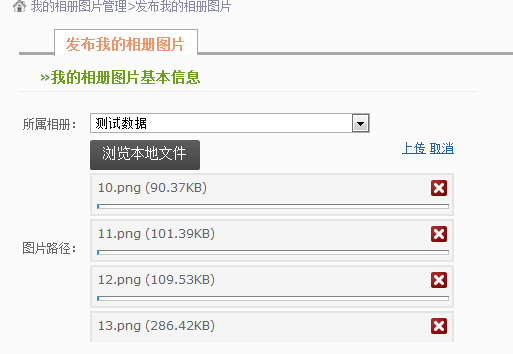 我的相册图片管理>发布我的相册图片
发布我的相册图片
»我的相册图片基本信息
所属相册： 测试数据
浏览本地文件 上传 取消
10.png (90.37KB)
11.png (101.39KB)
图片路径：
12.png (109.53KB)
13.png (286.42KB)